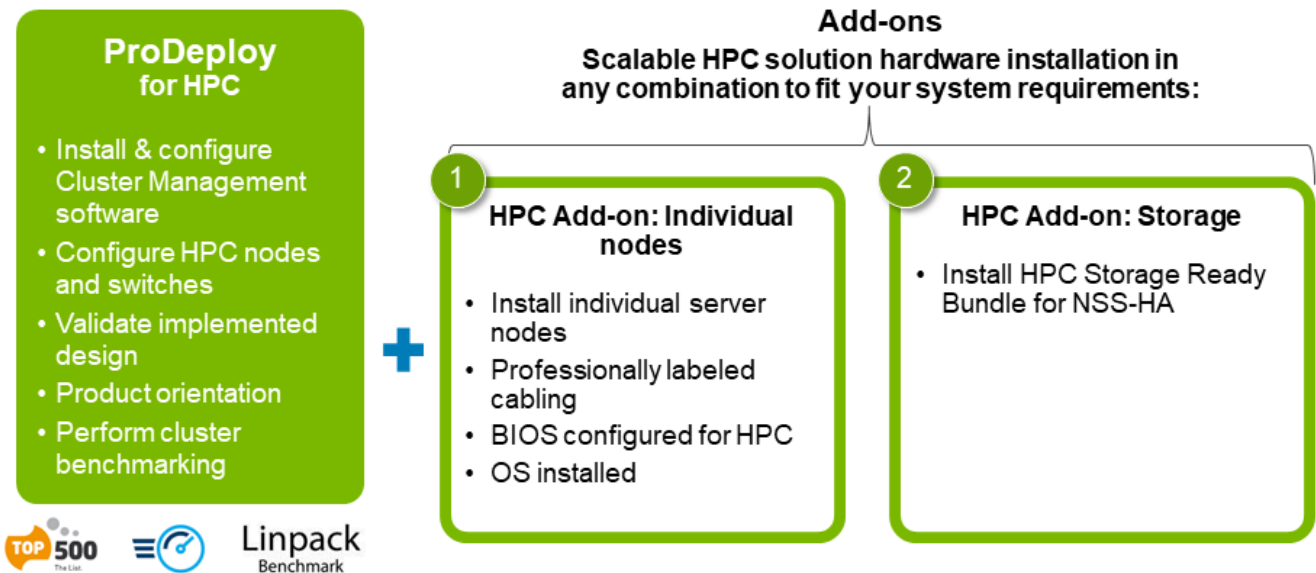 ProDeploy
for HPC
• Install & configure
Cluster Management
software
• Configure HPC nodes
and switches
• Validate implemented
design
• Product orientation
• Perform cluster
benchmarking
TOP 500
The List.
Linpack
Benchmark
Add-ons
Scalable HPC solution hardware installation in
any combination to fit your system requirements:
1
HPC Add-on: Individual
nodes
• Install individual server
nodes
• Professionally labeled
cabling
• BIOS configured for HPC
• OS installed
2
HPC Add-on: Storage
• Install HPC Storage Ready
Bundle for NSS-HA